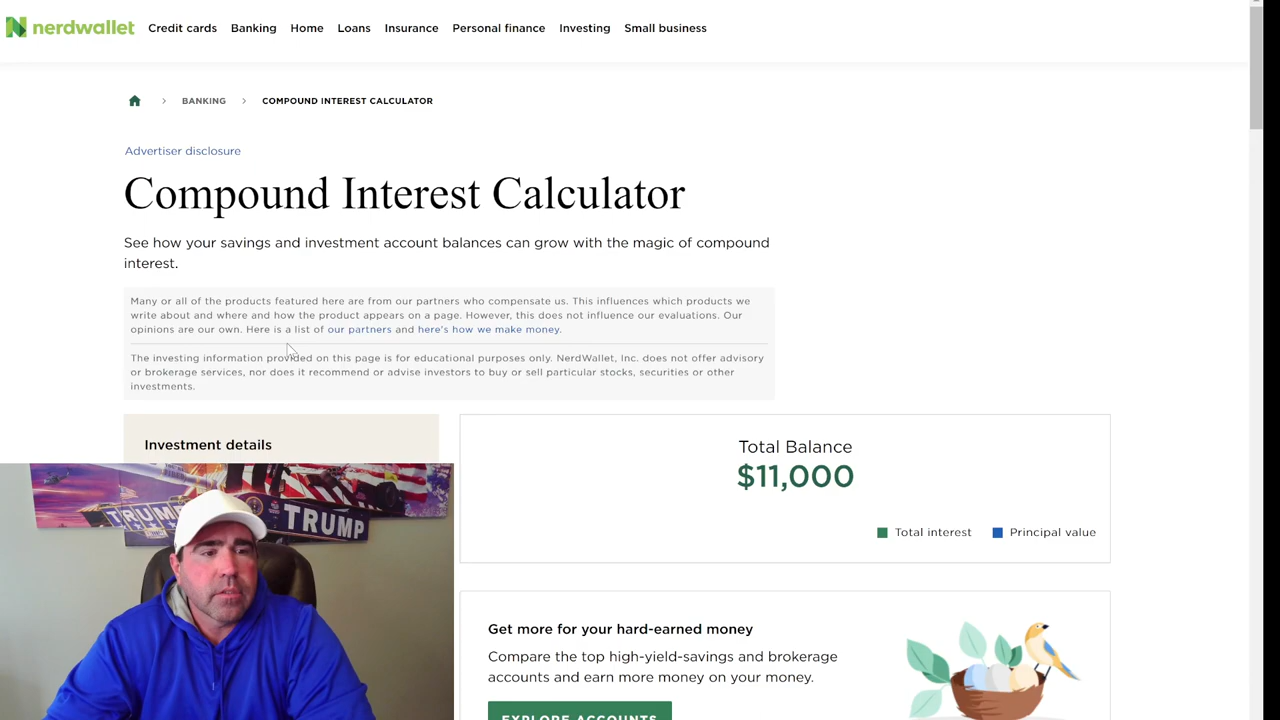 nerdwallet Credit cards Banking Home Loans Insurance Personal finance Investing Small business
BANKING COMPOUND INTEREST CALCULATOR
Advertiser disclosure
Compound Interest Calculator
See how your savings and investment account balances can grow with the magic of compound
interest.
Many or all of the products featured here are from our partners who compensate us. This influences which products we
write about and where and how the product appears on a page. However, this does not influence our evaluations. Our
opinions are our own. Here is a list of our partners and here's how we make money.
The investing information provided on this page is for educational purposes only. NerdWallet, Inc. does not offer advisory
or brokerage services, nor does it recommend or advise investors to buy or sell particular stocks, securities or other
investments.
Investment details
Total Balance
$11,000
Total interest Principal value
Get more for your hard-earned money
Compare the top high-yield-savings and brokerage
accounts and earn more money on your money.
EXPLORE ACCOUNTS
TRUMP
TRUMP